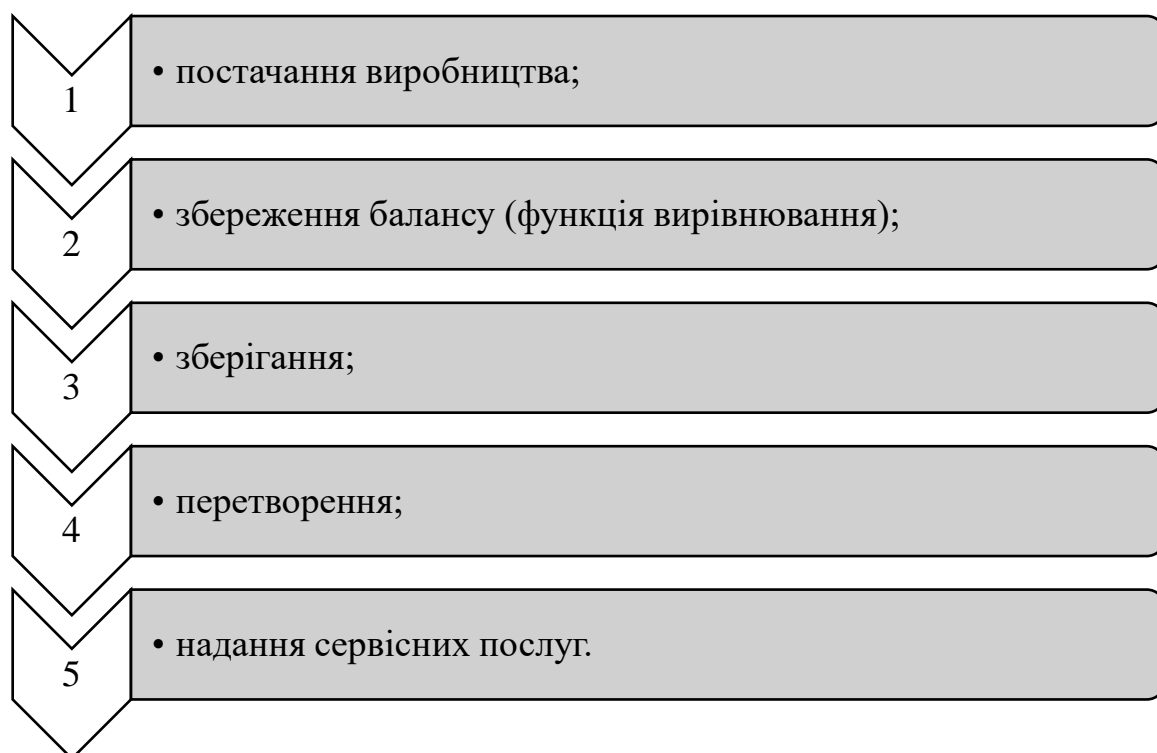 1
• постачання виробництва;
2
• збереження балансу (функція вирівнювання);
3
• зберігання;
4
• перетворення;
5
• надання сервісних послуг.